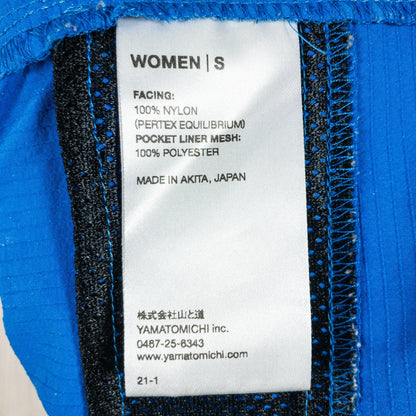 WOMEN | S
FACING:
100% NYLON
(PERTEX EQUILIBRIUM)
POCKET LINER MESH:
100% POLYESTER
MADE IN AKITA, JAPAN
株式会社山と道
YAMATOMICHI inc.
0467-25-6343
www.yamatomichi.com
21-1